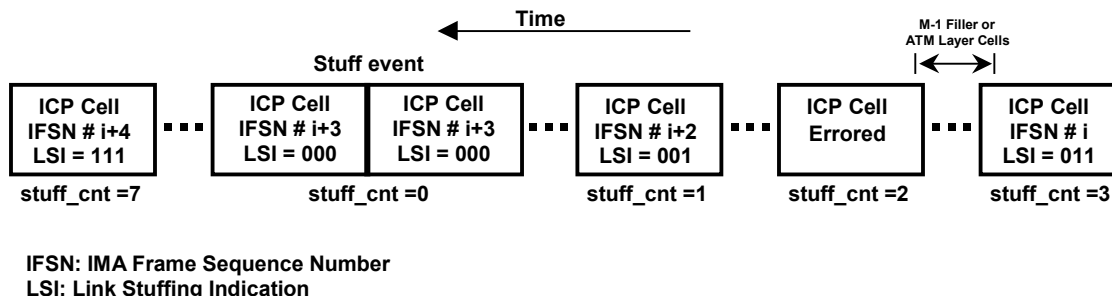 Time
M-1 Filler or
ATM Layer Cells
Stuff event
ICP Cell
IFSN # i+4
LSI = 111
ICP Cell
IFSN # i+3
LSI = 000
ICP Cell
IFSN # i+3
LSI = 000
ICP Cell
IFSN # i+2
LSI = 001
ICP Cell
Errored
ICP Cell
IFSN # i
LSI = 011
stuff_cnt =7
stuff_cnt =0
stuff_cnt =1
stuff_cnt =2
stuff_cnt =3
IFSN: IMA Frame Sequence Number
LSI: Link Stuffing Indication